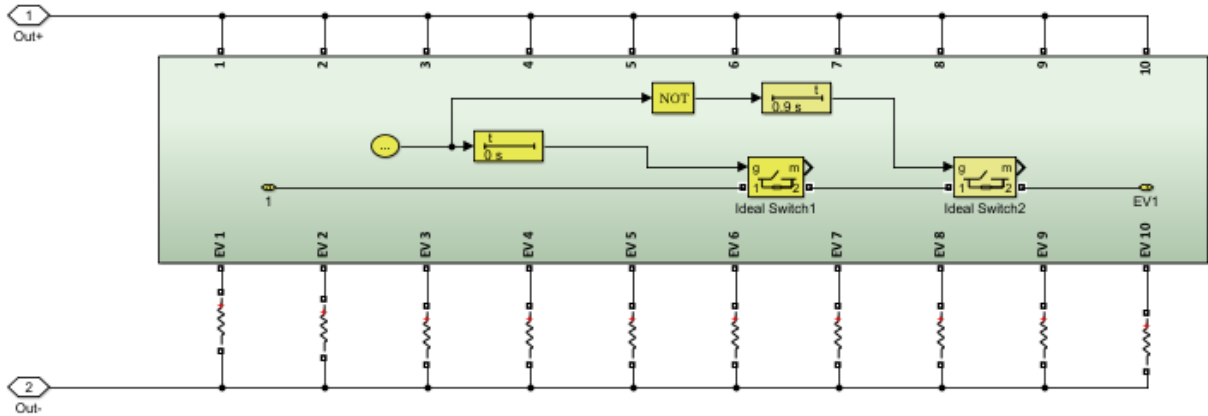 1
Out+
1 2 3 4 5 6 7 8 9 10
NOT
t
0.9 s
...
t
0 s
g m
1 2
Ideal Switch1
g m
1 2
Ideal Switch2
1
EV1
EV 1 EV 2 EV 3 EV 4 EV 5 EV 6 EV 7 EV 8 EV 9 EV 10
2
Out-